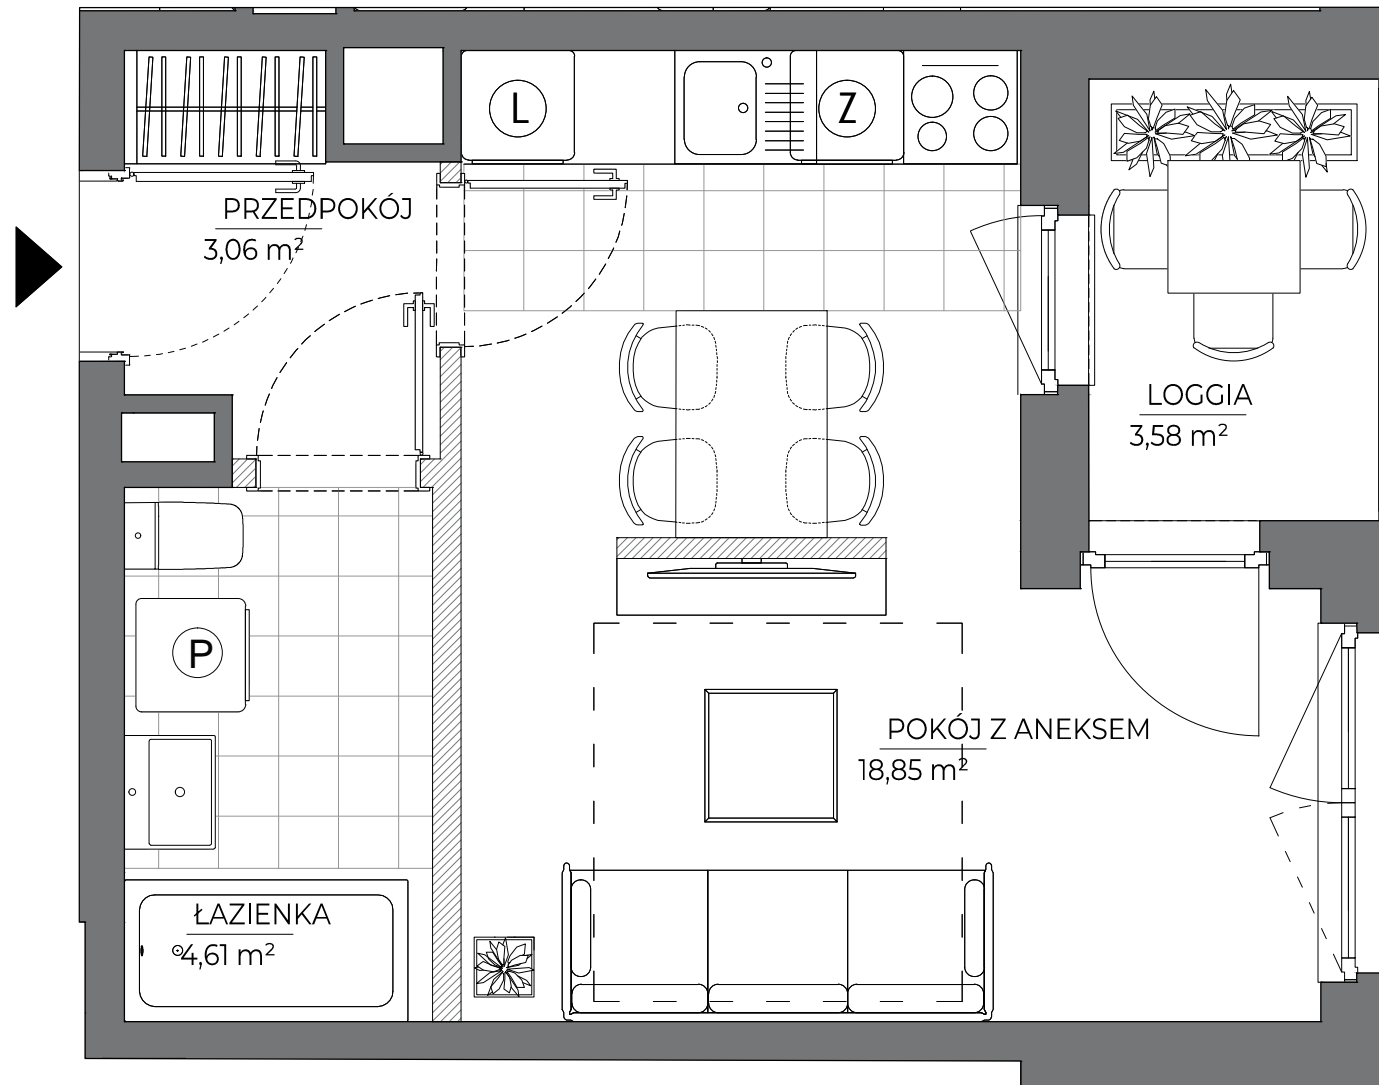 L
Z
PRZEDPOKÓJ
3,06 m²
LOGGIA
3,58 m²
P
POKÓJ Z ANEKSEM
18,85 m²
ŁAZIENKA
4,61 m²